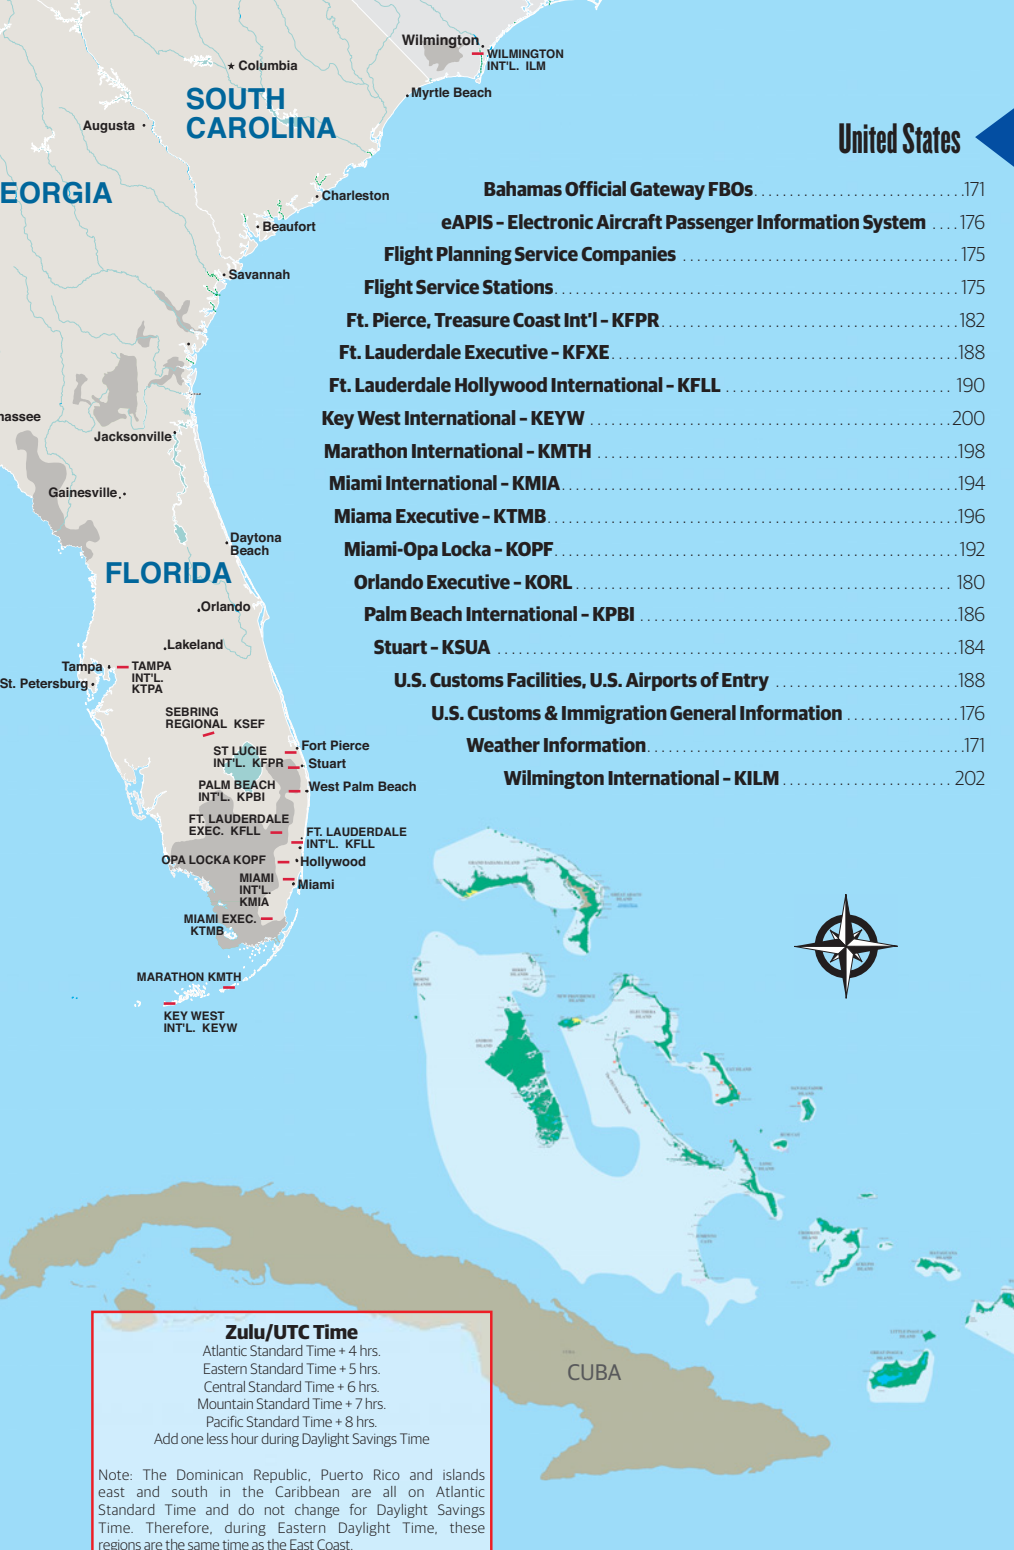 Wilmington
WILMINGTON
INT'L. ILM
Columbia
Myrtle Beach
SOUTH
CAROLINA
Augusta
United States
EORGIA
Charleston
Beaufort
Savannah
Bahamas Official Gateway FBOs 171
eAPIS – Electronic Aircraft Passenger Information System 176
Flight Planning Service Companies 175
Flight Service Stations 175
Ft. Pierce, Treasure Coast Int'l – KFPR 182
Ft. Lauderdale Executive – KFXE 188
Ft. Lauderdale Hollywood International – KFLL 190
Key West International – KEYW 200
Marathon International – KMTH 198
Miami International – KMIA 194
Miama Executive – KTMB 196
Miami-Opa Locka – KOPF 192
Orlando Executive – KORL 180
Palm Beach International – KPBI 186
Stuart – KSUA 184
U.S. Customs Facilities, U.S. Airports of Entry 188
U.S. Customs & Immigration General Information 176
Weather Information 171
Wilmington International – KILM 202
hassee
Jacksonville
Gainesville
Daytona
Beach
FLORIDA
Orlando
Lakeland
Tampa
TAMPA
INT'L.
KTPA
St. Petersburg
SEBRING
REGIONAL KSEF
ST LUCIE
INT'L. KFPR
Fort Pierce
Stuart
PALM BEACH
INT'L. KPBI
West Palm Beach
FT. LAUDERDALE
EXEC. KFLL
FT. LAUDERDALE
INT'L. KFLL
OPA LOCKA KOPF
Hollywood
MIAMI
INT'L.
KMIA
Miami
MIAMI EXEC.
KTMB
MARATHON KMTH
KEY WEST
INT'L. KEYW
CUBA
Zulu/UTC Time
Atlantic Standard Time + 4 hrs.
Eastern Standard Time + 5 hrs.
Central Standard Time + 6 hrs.
Mountain Standard Time + 7 hrs.
Pacific Standard Time + 8 hrs.
Add one less hour during Daylight Savings Time
Note: The Dominican Republic, Puerto Rico and islands
east and south in the Caribbean are all on Atlantic
Standard Time and do not change for Daylight Savings
Time. Therefore, during Eastern Daylight Time, these
regions are the same time as the East Coast.